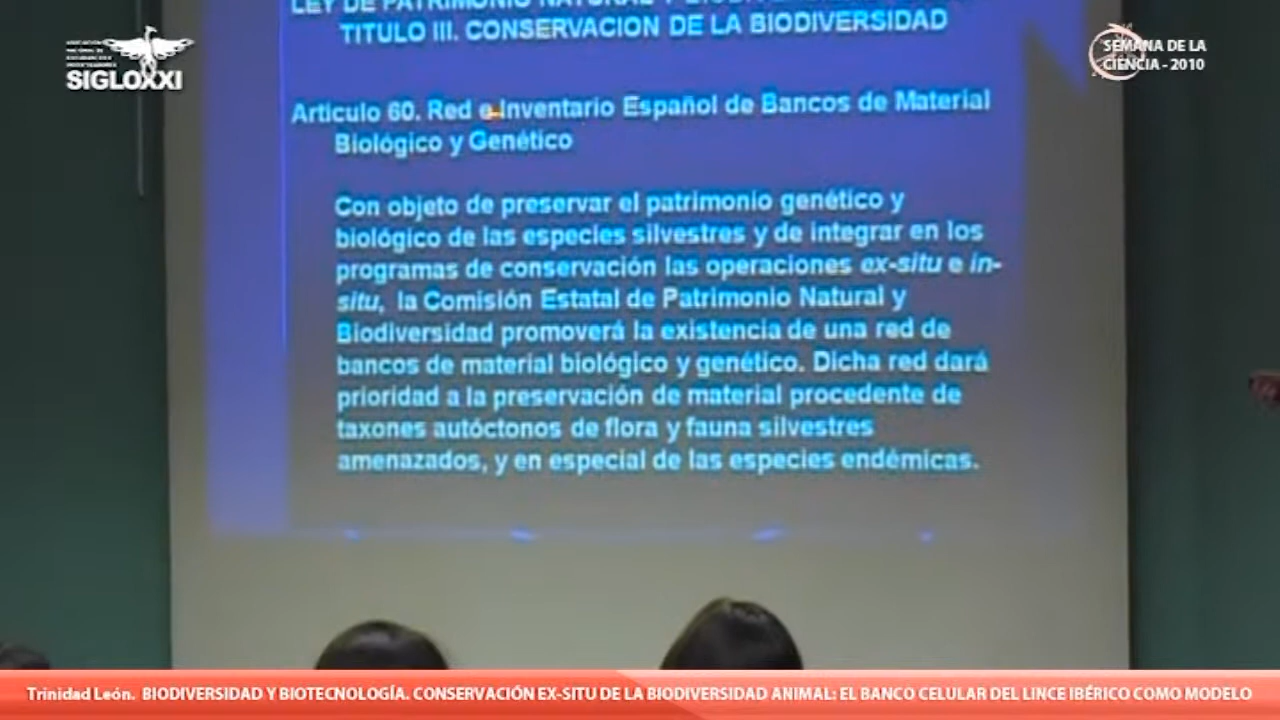 LEY DE PATRIMONIO NATURAL Y
TITULO III. CONSERVACION DE LA BIODIVERSIDAD
SIGLOXXI
SEMANA DE LA
CIENCIA - 2010
Articulo 60. Red e Inventario Español de Bancos de Material
Biológico y Genético
Con objeto de preservar el patrimonio genético y
biológico de las especies silvestres y de integrar en los
programas de conservación las operaciones ex-situ e in-
situ, la Comisión Estatal de Patrimonio Natural y
Biodiversidad promoverá la existencia de una red de
bancos de material biológico y genético. Dicha red dará
prioridad a la preservación de material procedente de
taxones autóctonos de flora y fauna silvestres
amenazados, y en especial de las especies endémicas.
Trinidad León. BIODIVERSIDAD Y BIOTECNOLOGÍA. CONSERVACIÓN EX-SITU DE LA BIODIVERSIDAD ANIMAL: EL BANCO CELULAR DEL LINCE IBÉRICO COMO MODELO